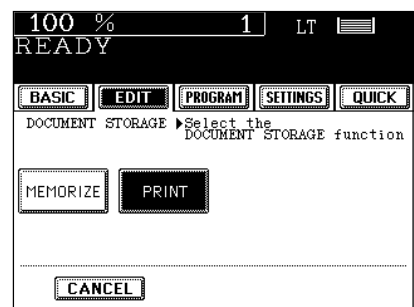 100 % 1 LT
READY
BASIC EDIT PROGRAM SETTINGS QUICK
DOCUMENT STORAGE ▶Select the
DOCUMENT STORAGE function
MEMORIZE PRINT
CANCEL